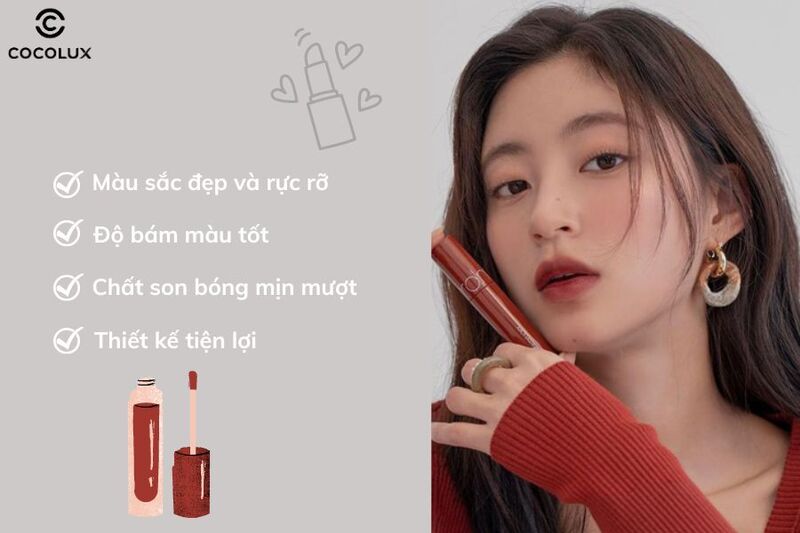 COCOLUX
Màu sắc đẹp và rực rỡ
Độ bám màu tốt
Chất son bóng mịn mượt
Thiết kế tiện lợi